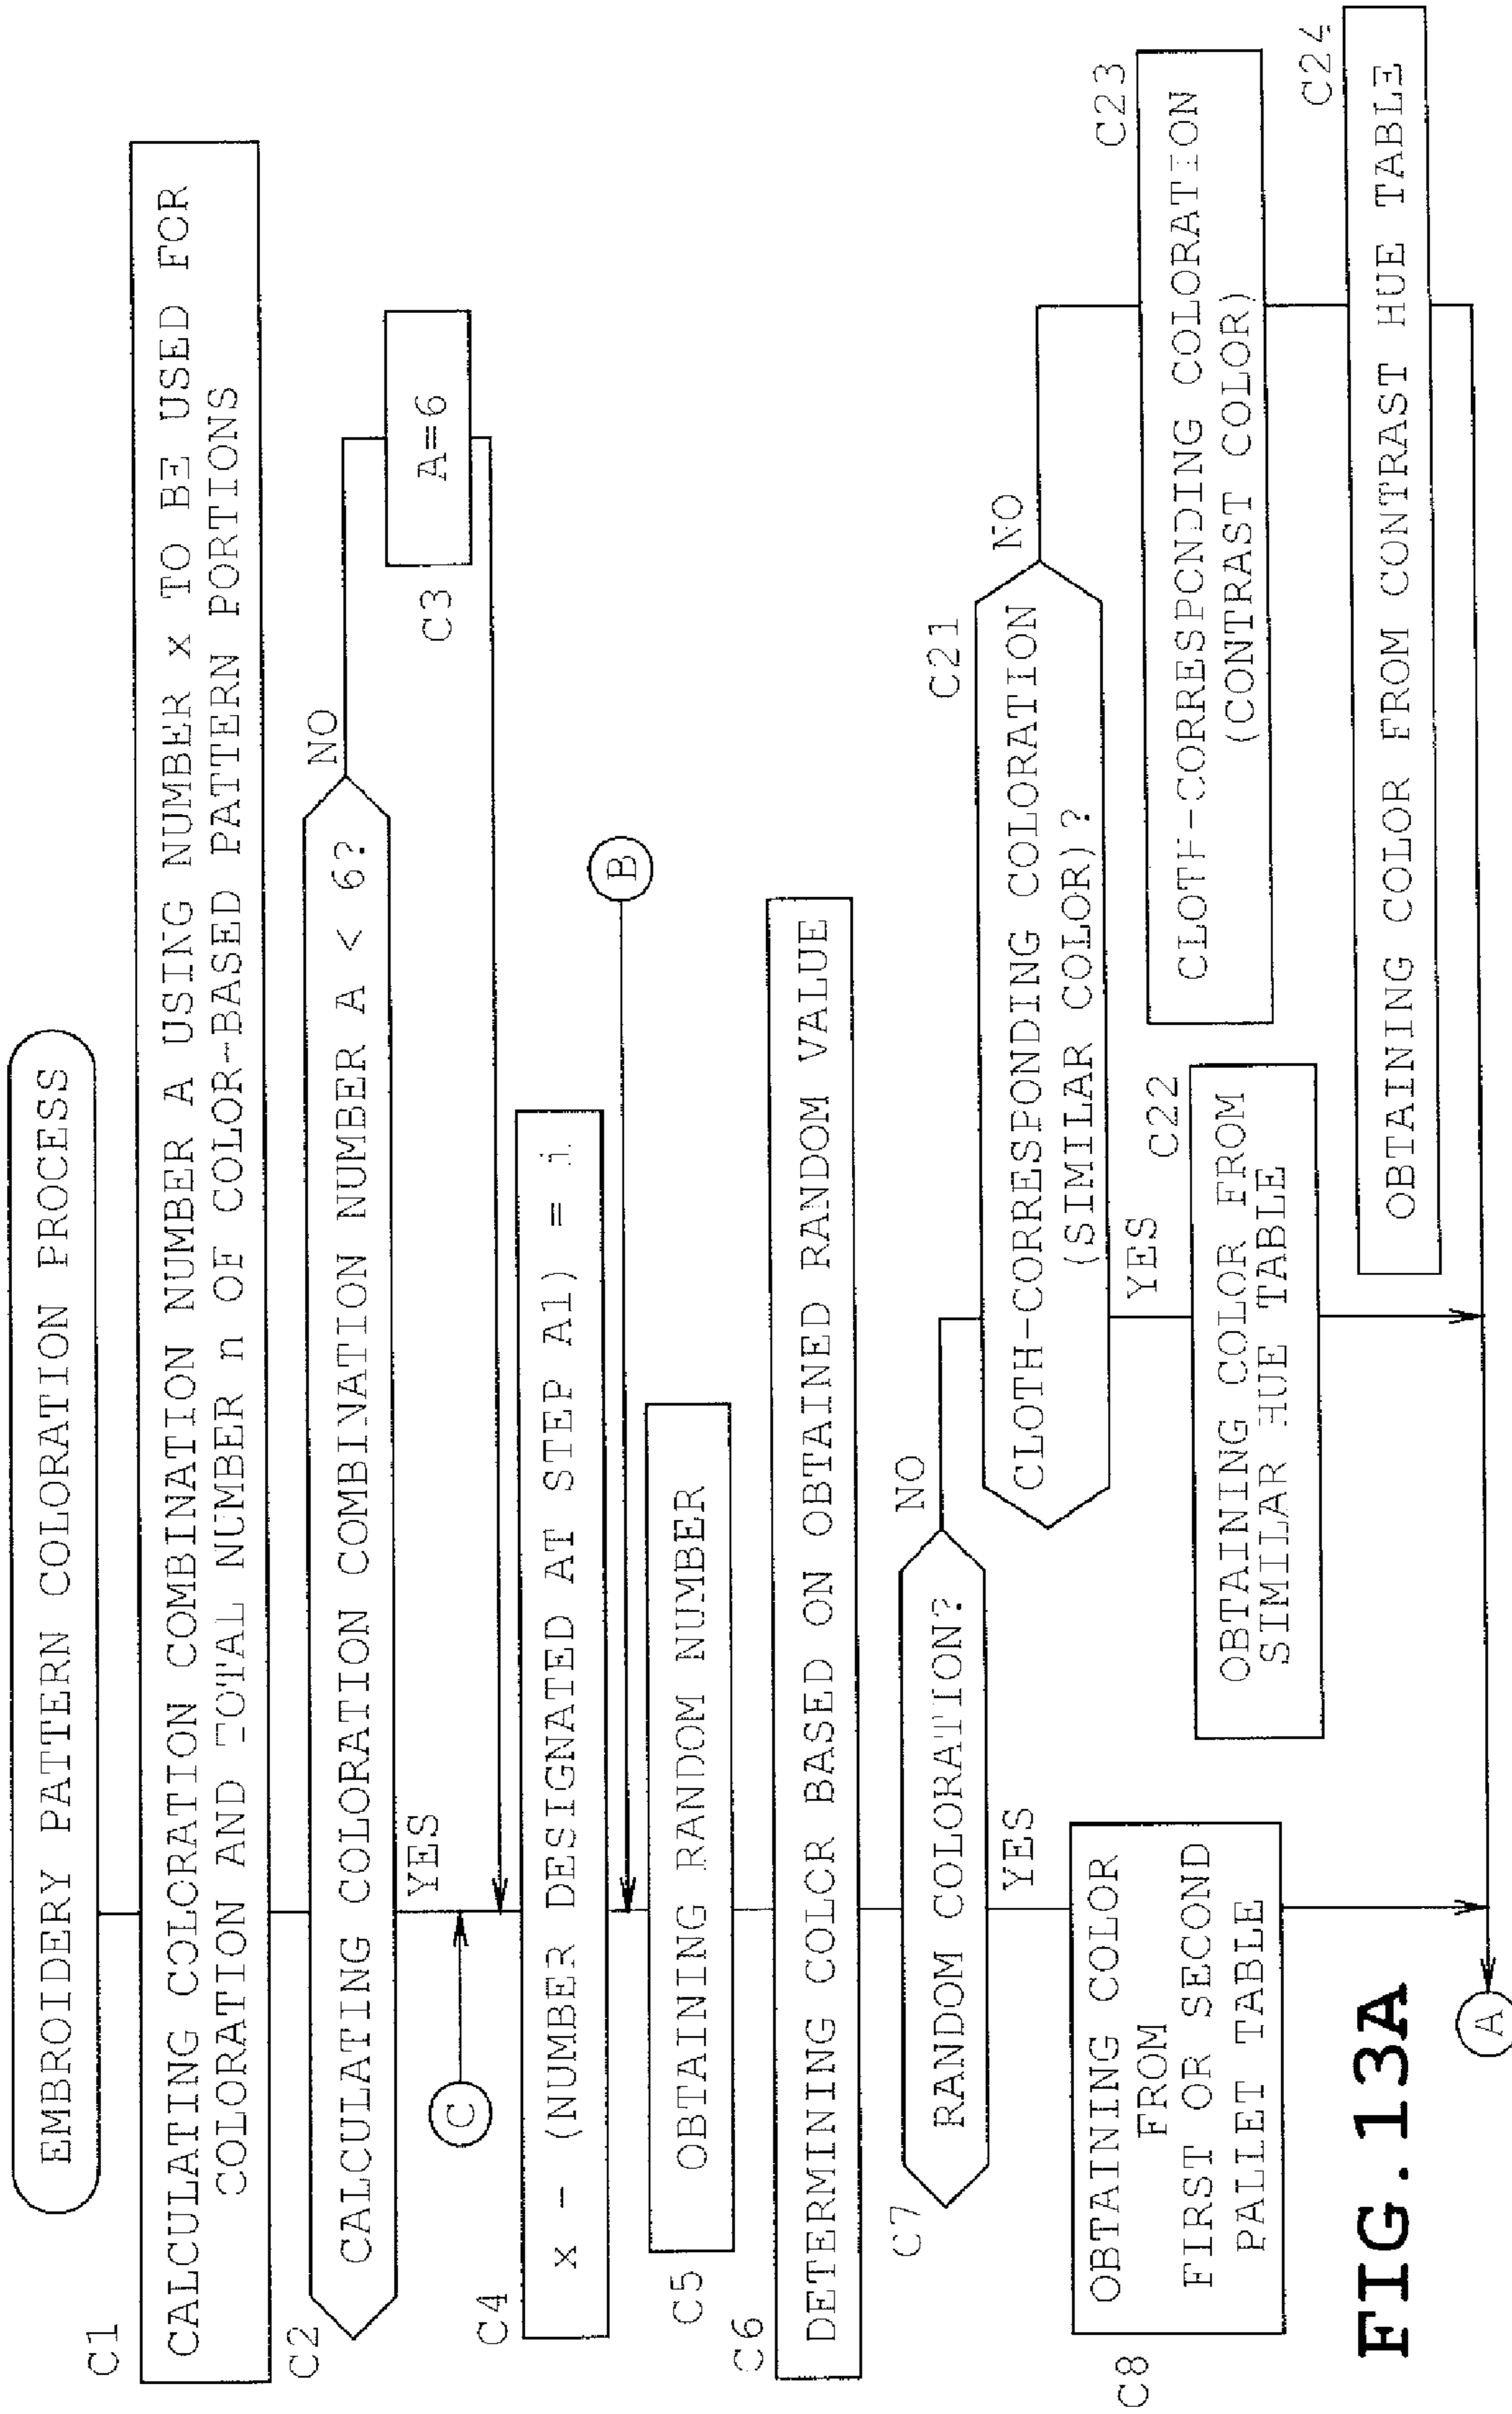 EMBROIDERY PATTERN COLORATION PROCESS
C1
CALCULATING COLORATION COMBINATION NUMBER A USING NUMBER x TO BE USED FOR
COLORATION AND TOTAL NUMBER n OF COLOR-BASED PATTERN PORTIONS
C2
CALCULATING COLORATION COMBINATION NUMBER A < 6?
NO
YES
C3
A=6
C
C4
x - (NUMBER DESIGNATED AT STEP A1) = i
B
C5
OBTAINING RANDOM NUMBER
C6
DETERMINING COLOR BASED ON OBTAINED RANDOM VALUE
C7
RANDOM COLORATION?
NO
YES
C21
CLOTH-CORRESPONDING COLORATION
(SIMILAR COLOR)?
NO
YES
C8
OBTAINING COLOR
FROM
FIRST OR SECOND
PALLET TABLE
C22
OBTAINING COLOR FROM
SIMILAR HUE TABLE
C23
CLOTH-CORRESPONDING COLORATION
(CONTRAST COLOR)
C24
OBTAINING COLOR FROM CONTRAST HUE TABLE
A
FIG.13A